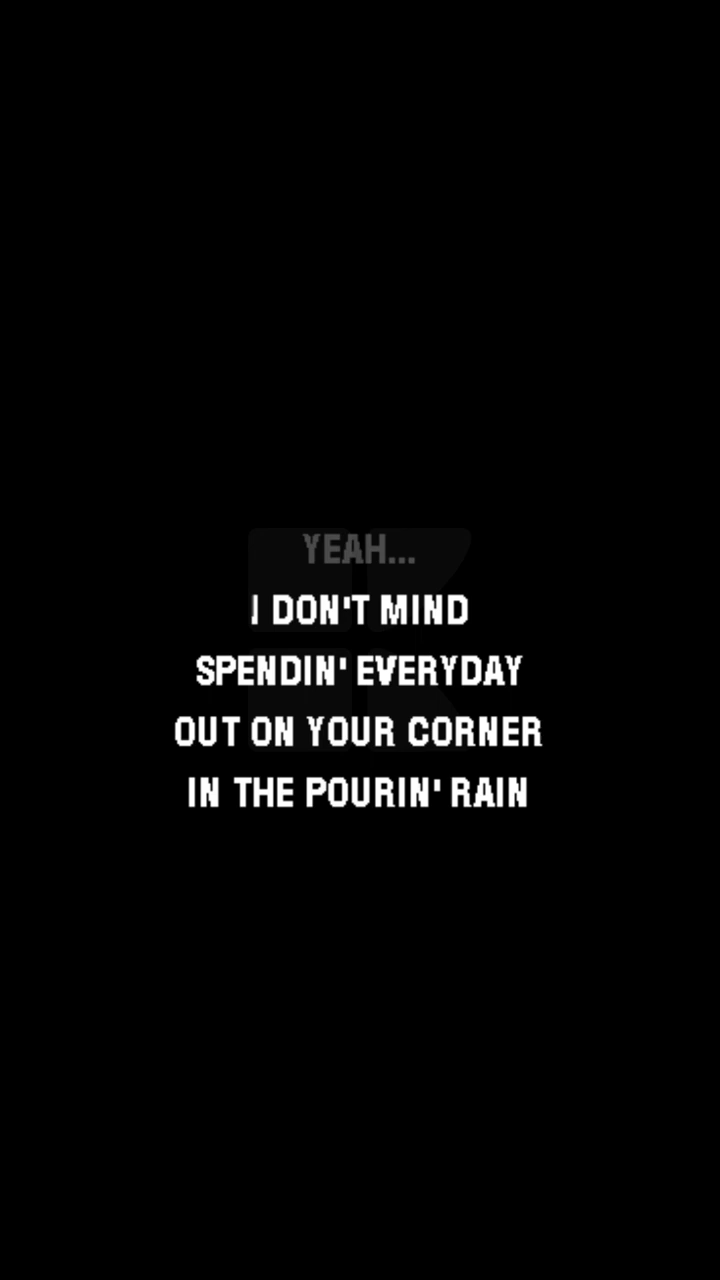 YEAH...
I DON'T MIND
SPENDIN' EVERYDAY
OUT ON YOUR CORNER
IN THE POURIN' RAIN